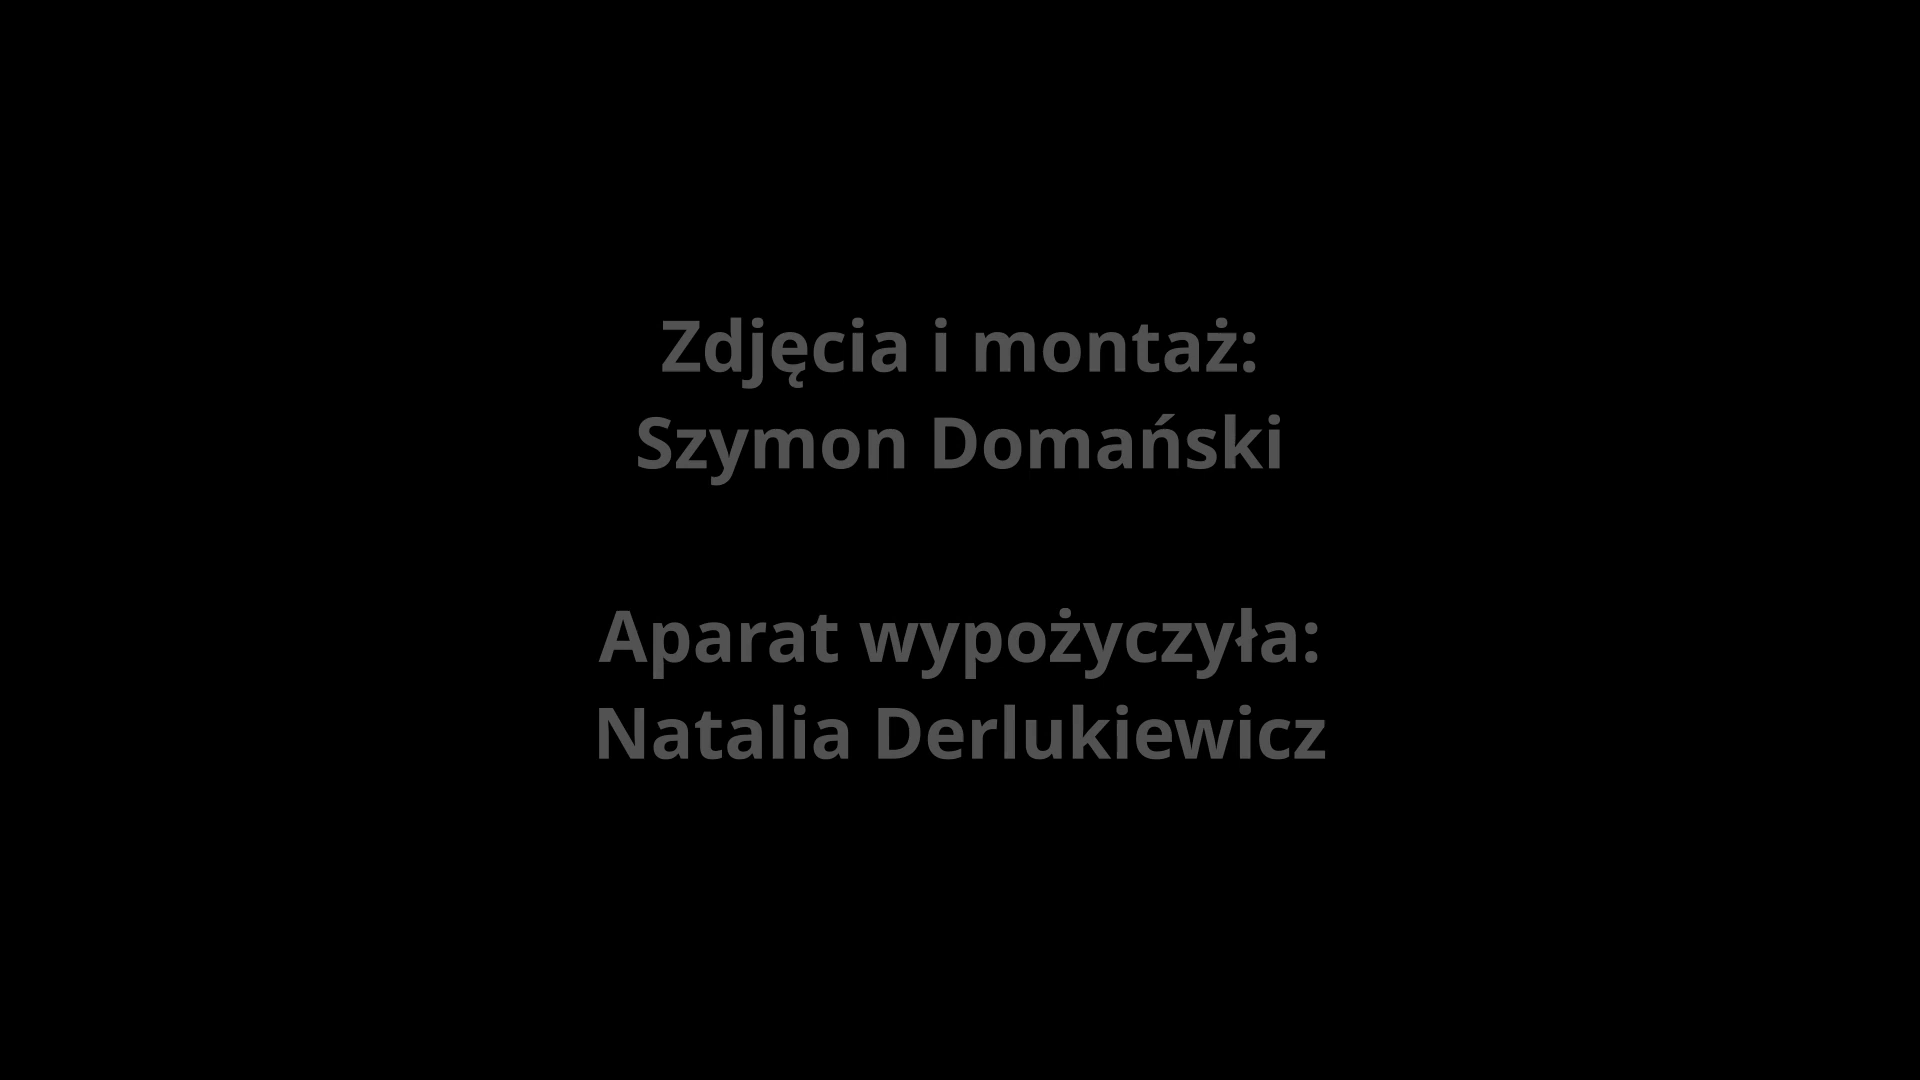 Zdjęcia i montaż:
Szymon Domański
Aparat wypożyczyła:
Natalia Derlukiewicz